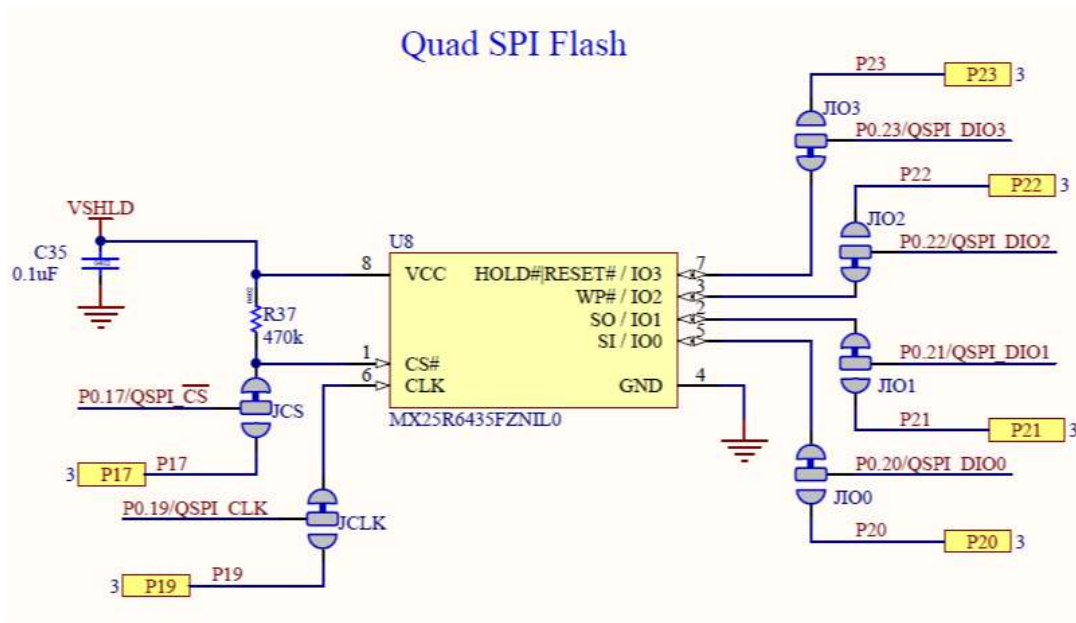 Quad SPI Flash
P23
P23 3
JIO3
P0.23/QSPI_DIO3
P22
P22 3
JIO2
P0.22/QSPI_DIO2
VSHLD
C35
0.1uF
U8
8 VCC
HOLD#|RESET# / IO3 7
WP# / IO2 3
SO / IO1 2
SI / IO0 5
R37
470k
1 CS#
6 CLK
GND 4
MX25R6435FZNIL0
P0.21/QSPI_DIO1
JIO1
P21
P21 3
P0.17/QSPI_CS
JCS
3 P17
P17
P0.20/QSPI_DIO0
JIO0
P20
P20 3
P0.19/QSPI_CLK
JCLK
3 P19
P19